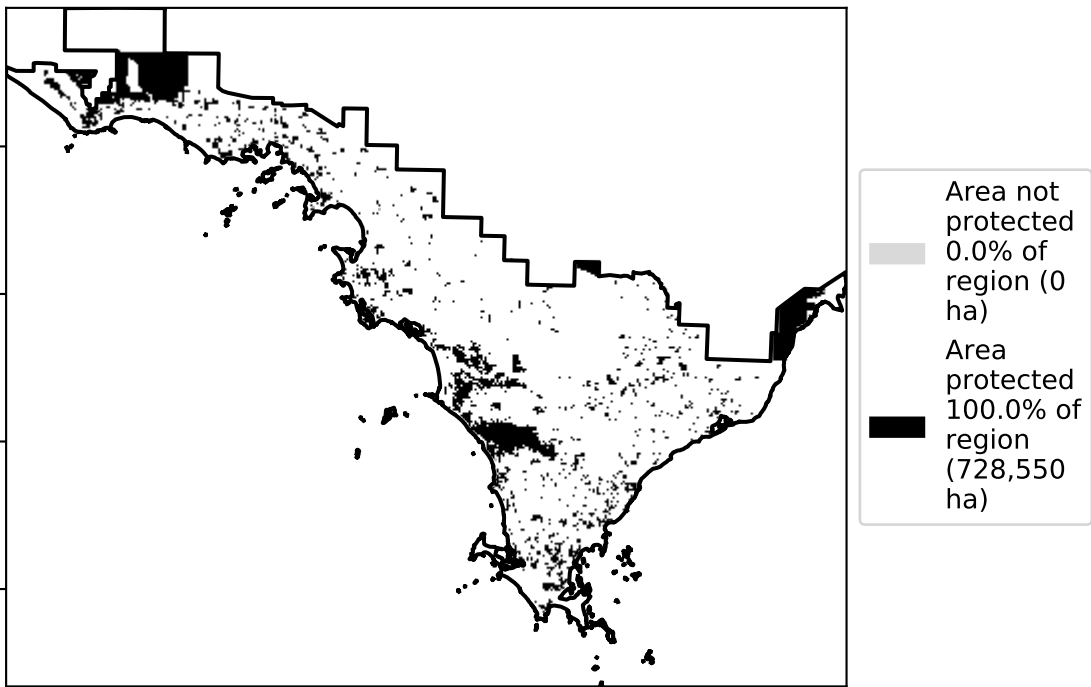 Area not
protected
0.0% of
region (0
ha)
Area
protected
100.0% of
region
(728,550
ha)